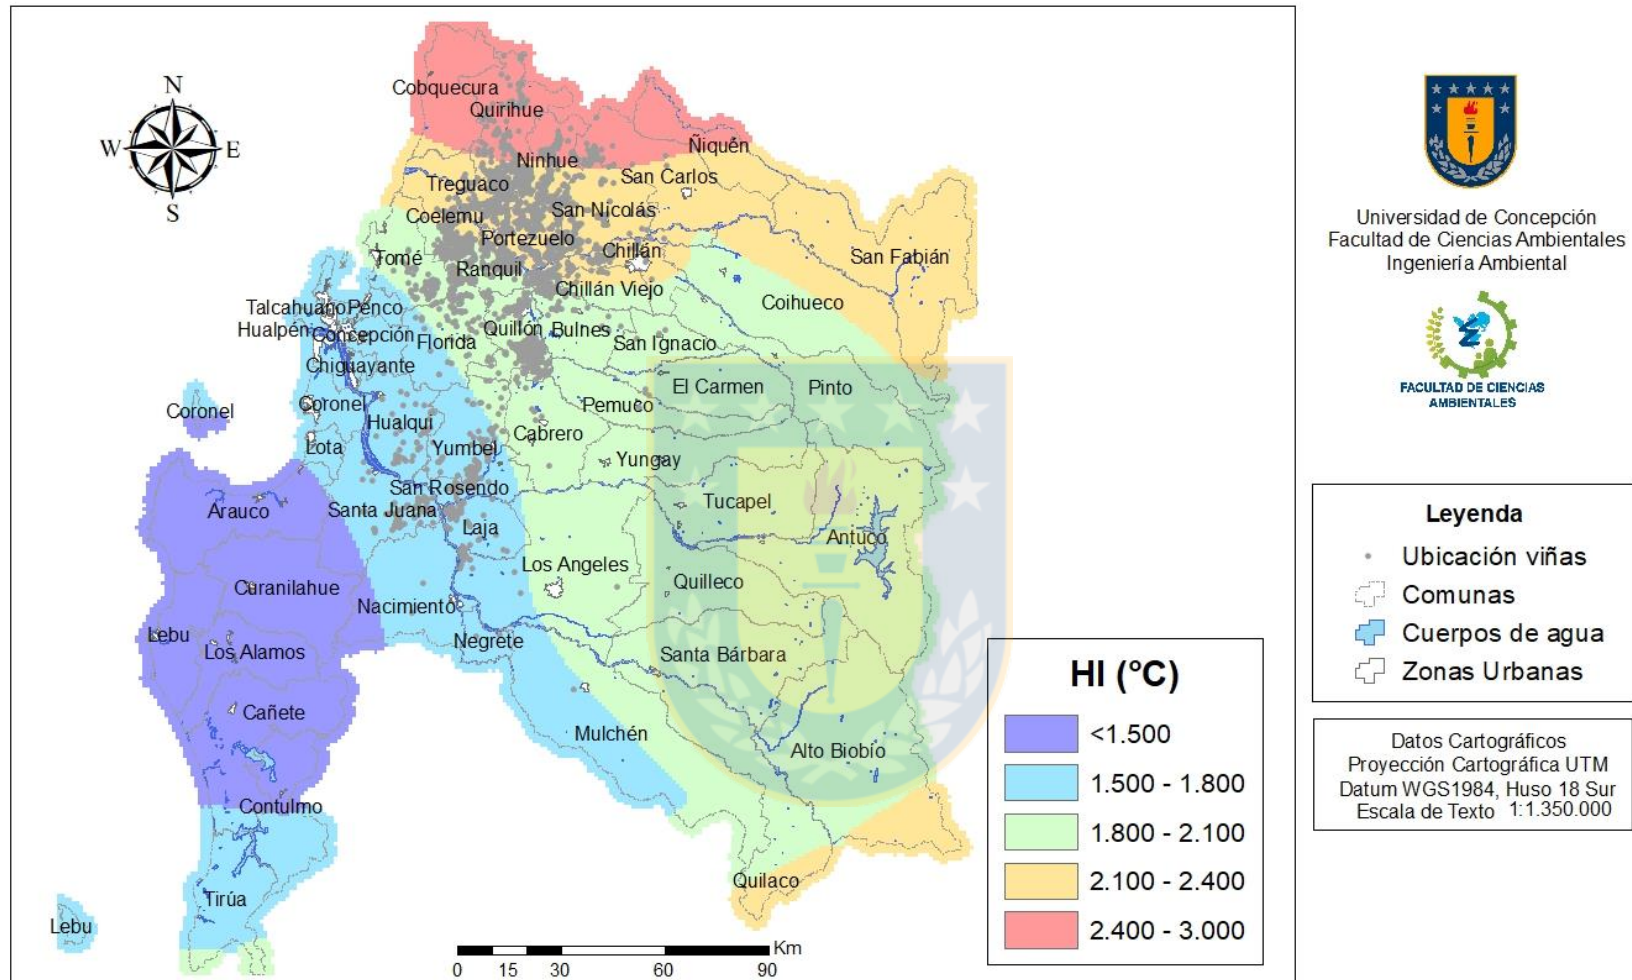 N
W
E
S
Cobquecura
Quirihue
Ñiquén
Ninhue
San Carlos
Treguaco
Coelemu
San Nicolás
Portezuelo
Chillán
San Fabián
Tomé
Ranquil
Chillán Viejo
Coihueco
Talcahuano
Penco
Hualpén
Concepción
Florida
Quillón
Bulnes
San Ignacio
Chiguayante
El Carmen
Pinto
Coronel
Coronel
Hualqui
Pemuco
Lota
Yumbel
Cabrero
Yungay
San Rosendo
Arauco
Santa Juana
Tucapel
Laja
Antuco
Los Angeles
Quilleco
Curanilahue
Nacimiento
Lebu
Negrete
Los Alamos
Santa Bárbara
Cañete
Mulchén
Alto Biobío
Contulmo
Quilaco
Tirúa
Lebu
0 15 30 60 90 Km
HI (°C)
<1.500
1.500 - 1.800
1.800 - 2.100
2.100 - 2.400
2.400 - 3.000
Universidad de Concepción
Facultad de Ciencias Ambientales
Ingeniería Ambiental
FACULTAD DE CIENCIAS
AMBIENTALES
Leyenda
Ubicación viñas
Comunas
Cuerpos de agua
Zonas Urbanas
Datos Cartográficos
Proyección Cartográfica UTM
Datum WGS1984, Huso 18 Sur
Escala de Texto 1:1.350.000